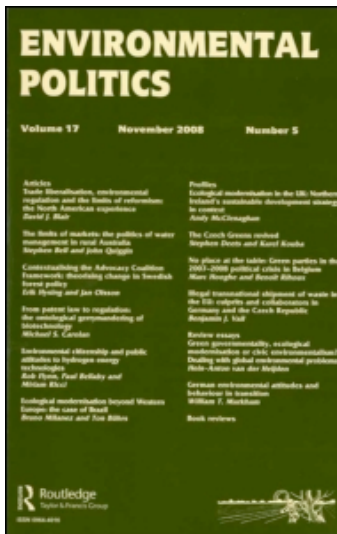 ENVIRONMENTAL
POLITICS
Volume 17 November 2008 Number 5
Articles
Trade liberalisation, environmental
regulation and the limits of reformism:
the North American experience
David J. Blair
The limits of markets: the politics of water
management in rural Australia
Stephen Bell and John Quiggin
Contextualising the Advocacy Coalition
Framework: theorising change in Swedish
forest policy
Erik Hysing and Jan Olsson
From patent law to regulation:
the ontological gerrymandering of
biotechnology
Michael S. Carolan
Environmental citizenship and public
attitudes to hydrogen energy
technologies
Rob Flynn, Paul Bellaby and
Miriam Ricci
Ecological modernisation beyond Western
Europe: the case of Brazil
Bruno Milanez and Ton Bührs
Profiles
Ecological modernisation in the UK: Northern
Ireland's sustainable development strategy
in context
Andy McClenaghan
The Czech Greens revived
Stephen Deets and Karel Kouba
No place at the table: Green parties in the
2007–2008 political crisis in Belgium
Marc Hooghe and Benoît Rihoux
Illegal transnational shipment of waste in
the EU: culprits and collaborators in
Germany and the Czech Republic
Benjamin J. Vail
Review essays
Green governmentality, ecological
modernisation or civic environmentalism?
Dealing with global environmental problems
Hein-Anton van der Heijden
German environmental attitudes and
behaviour in transition
William T. Markham
Book reviews
Routledge
Taylor & Francis Group
ISSN 0964-4016